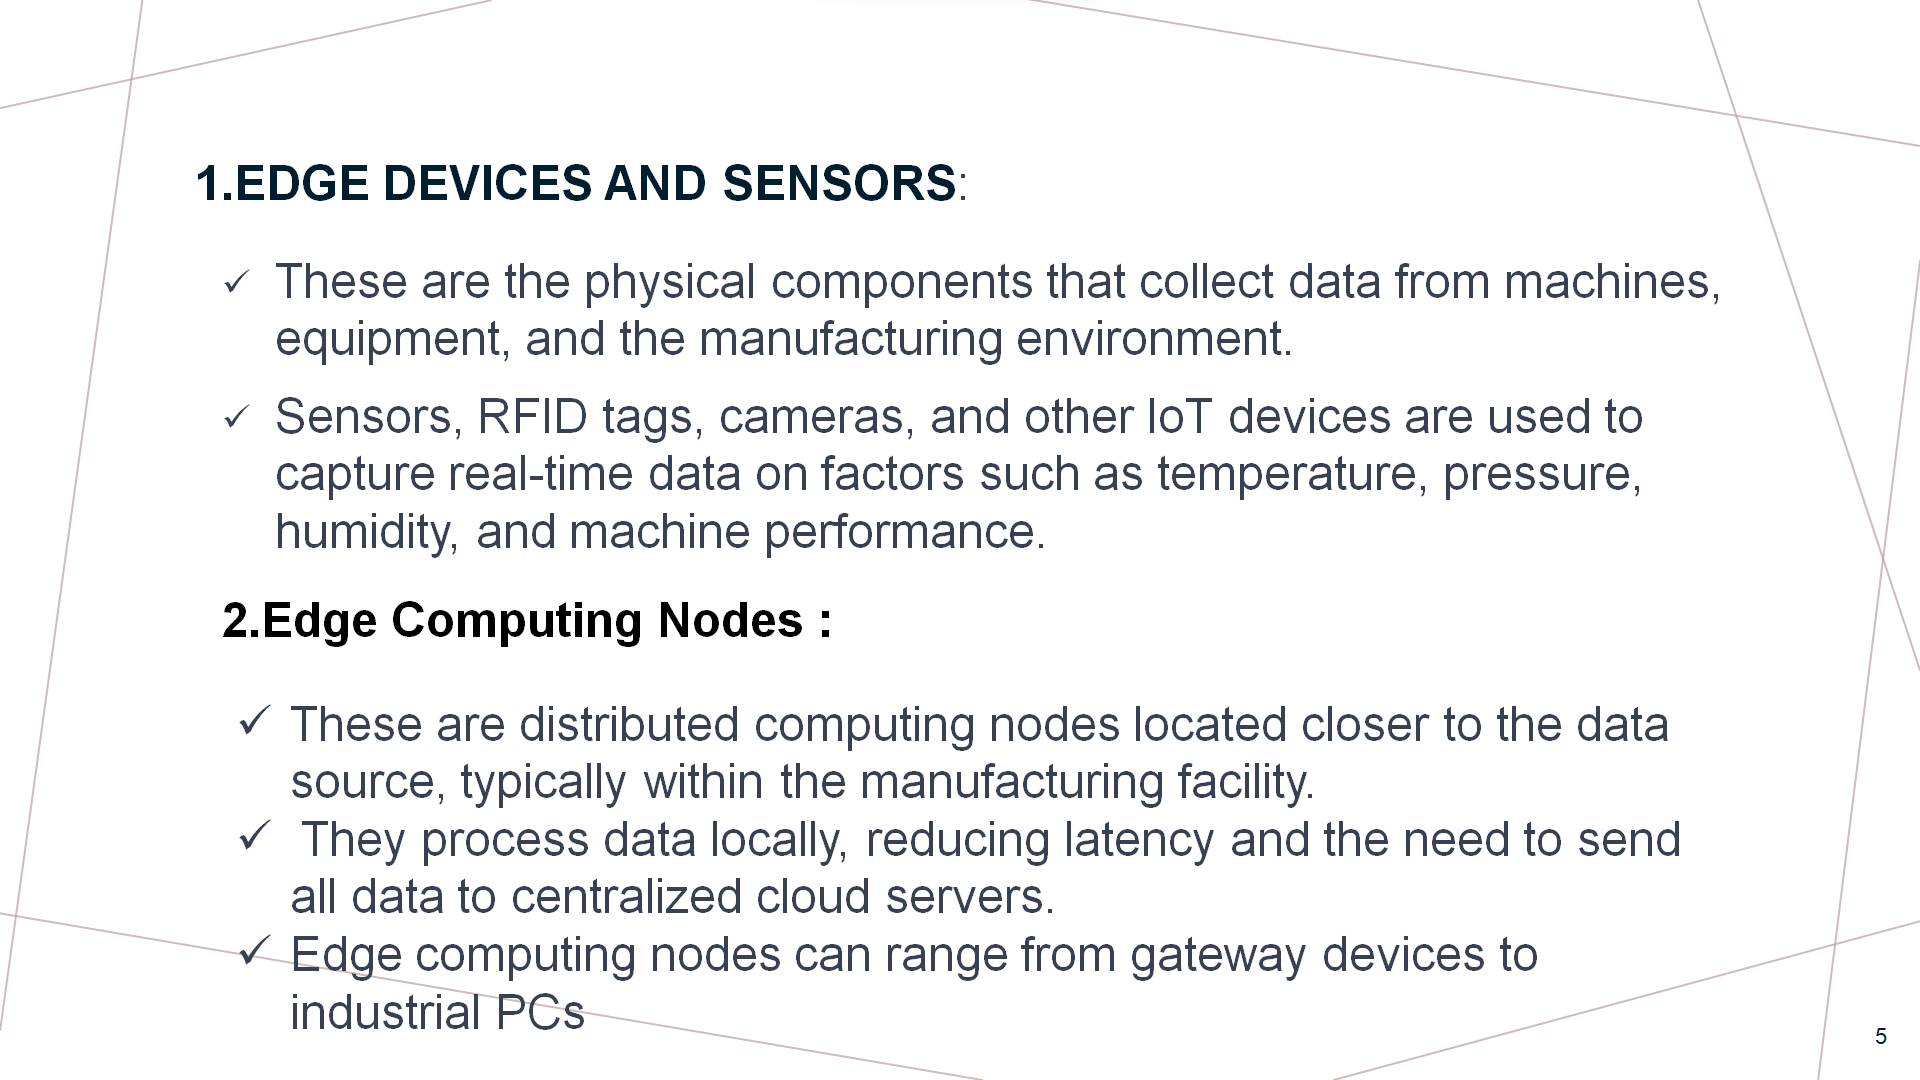 1.EDGE DEVICES AND SENSORS:
✓ These are the physical components that collect data from machines,
equipment, and the manufacturing environment.
✓ Sensors, RFID tags, cameras, and other IoT devices are used to
capture real-time data on factors such as temperature, pressure,
humidity, and machine performance.
2.Edge Computing Nodes :
✓ These are distributed computing nodes located closer to the data
source, typically within the manufacturing facility.
✓ They process data locally, reducing latency and the need to send
all data to centralized cloud servers.
✓ Edge computing nodes can range from gateway devices to
industrial PCs
5